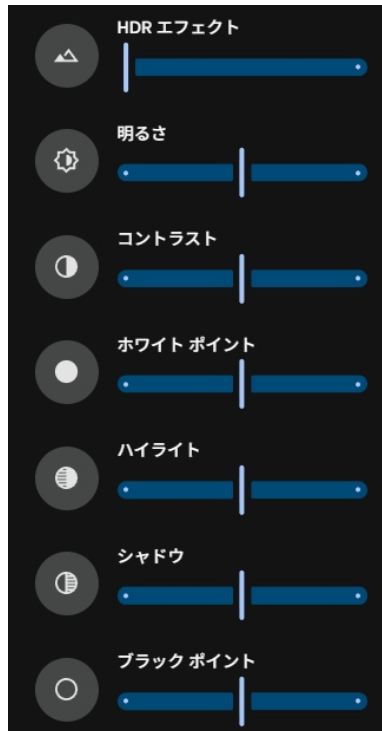 HDR エフェクト
明るさ
コントラスト
ホワイト ポイント
ハイライト
シャドウ
ブラック ポイント